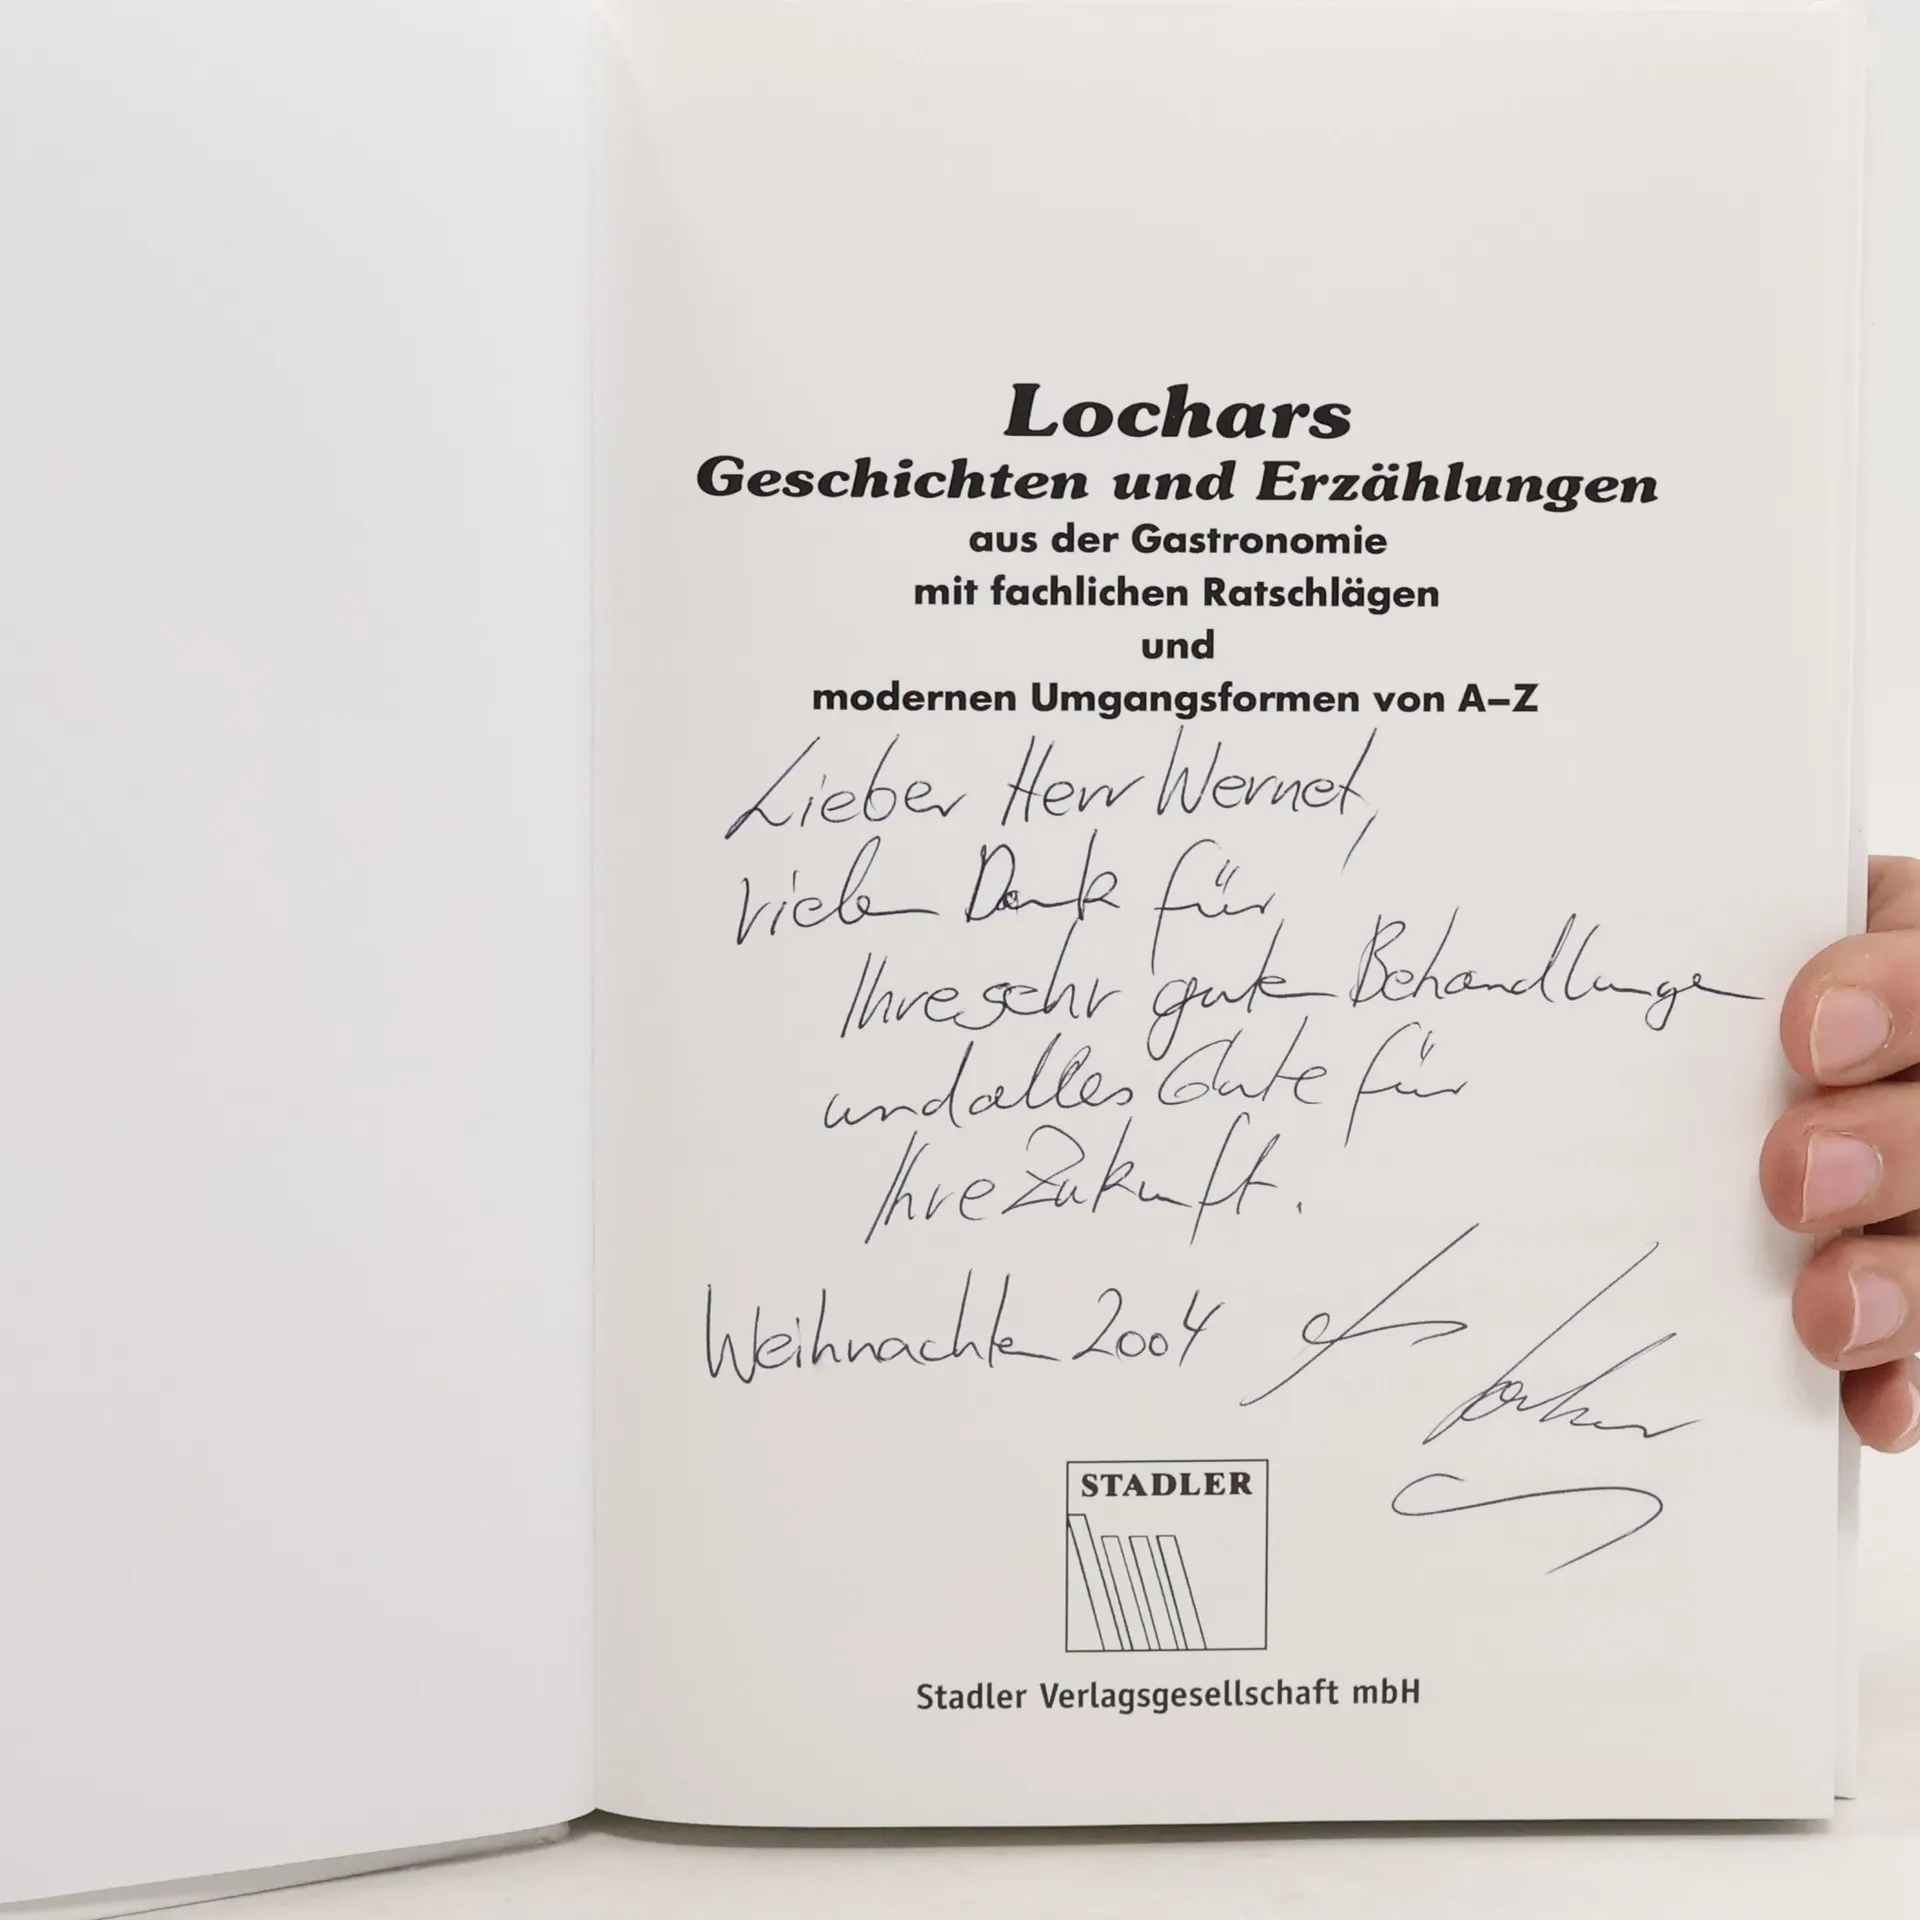 Lochars
Geschichten und Erzählungen
aus der Gastronomie
mit fachlichen Ratschlägen
und
modernen Umgangsformen von A–Z
Lieber Herr Wernet,
vielen Dank für
Ihre sehr guten Behandlungen
und alles Gute für
Ihre Zukunft.
Weihnachten 2004
STADLER
Stadler Verlagsgesellschaft mbH